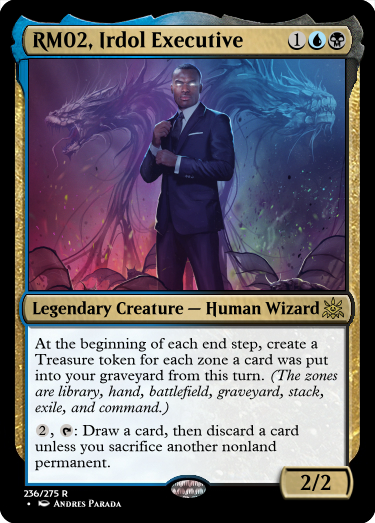 RM02, Irdol Executive 1
Legendary Creature — Human Wizard
At the beginning of each end step, create a
Treasure token for each zone a card was put
into your graveyard from this turn. (The zones
are library, hand, battlefield, graveyard, stack,
exile, and command.)
2, : Draw a card, then discard a card
unless you sacrifice another nonland
permanent.
2/2
236/275 R
• Andres Parada